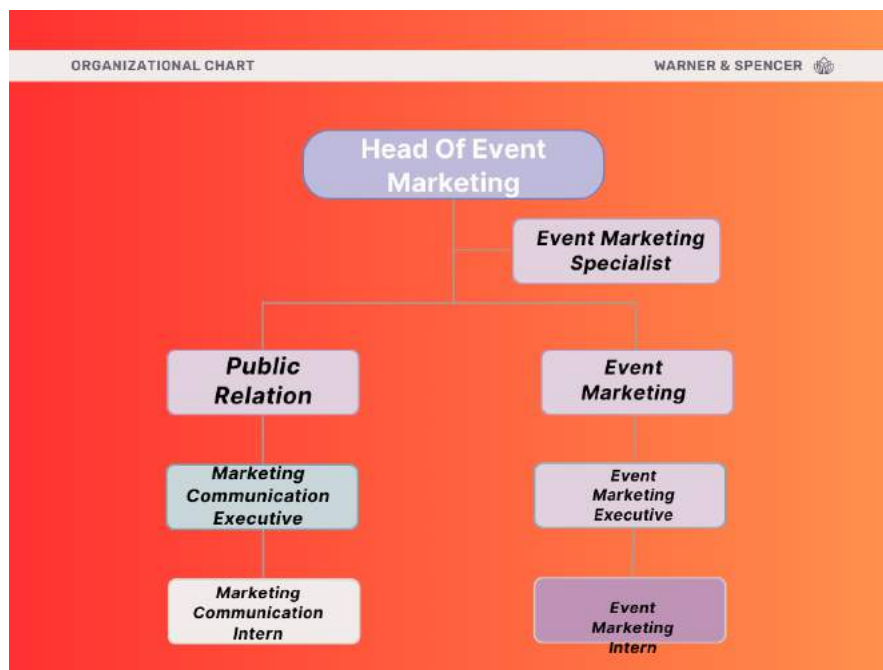 ORGANIZATIONAL CHART
WARNER & SPENCER
Head Of Event
Marketing
Event Marketing
Specialist
Public
Relation
Event
Marketing
Marketing
Communication
Executive
Event
Marketing
Executive
Marketing
Communication
Intern
Event
Marketing
Intern